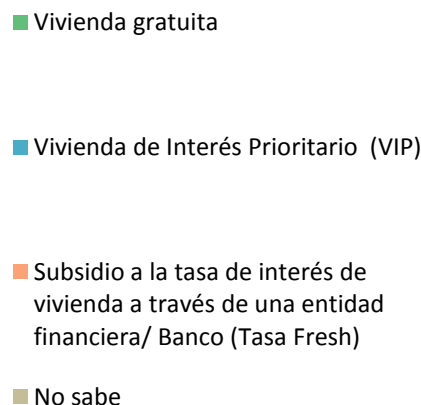 Vivienda gratuita
Vivienda de Interés Prioritario  (VIP)
Subsidio a la tasa de interés de
vivienda a través de una entidad
financiera/ Banco (Tasa Fresh)
No sabe